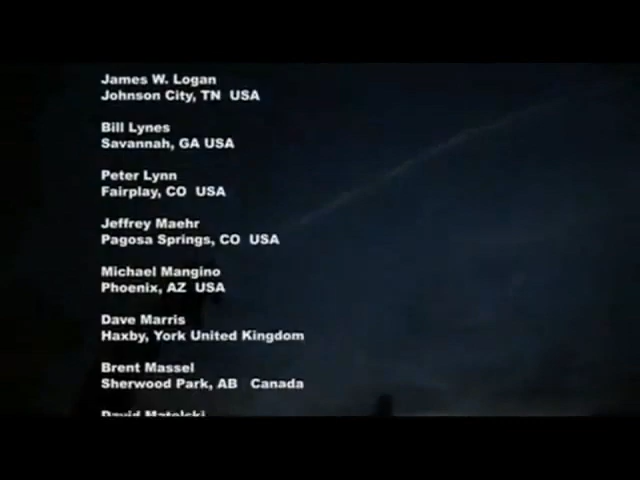 James W. Logan
Johnson City, TN  USA
Bill Lynes
Savannah, GA USA
Peter Lynn
Fairplay, CO  USA
Jeffrey Maehr
Pagosa Springs, CO  USA
Michael Mangino
Phoenix, AZ  USA
Dave Marris
Haxby, York United Kingdom
Brent Massel
Sherwood Park, AB   Canada
David